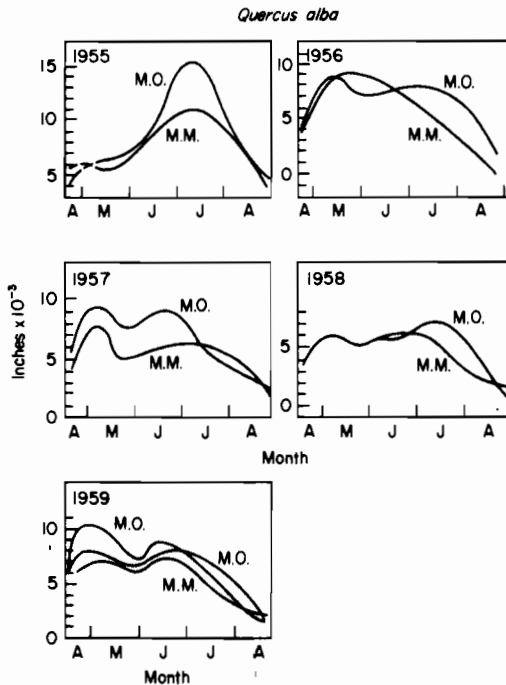 Quercus alba
1955
15
10
5
M.O.
M.M.
A M J J A
1956
10
5
0
M.O.
M.M.
A M J J A
Inches x 10⁻³
1957
10
5
0
M.O.
M.M.
A M J J A
1958
5
0
M.O.
M.M.
A M J J A
Month
1959
10
5
0
M.O.
M.O.
M.M.
A M J J A
Month